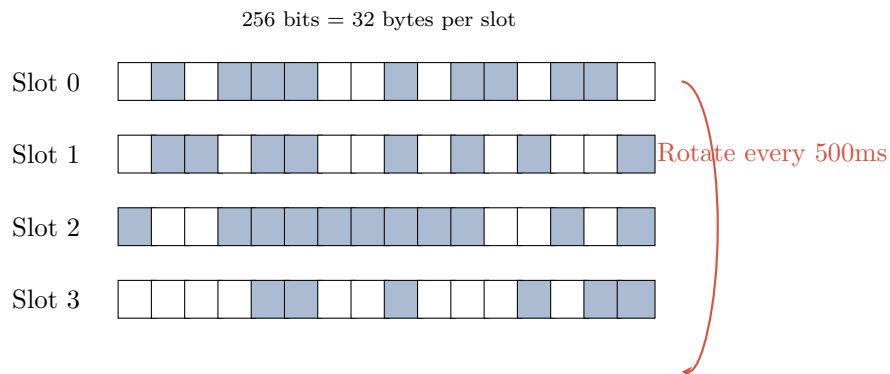 256 bits = 32 bytes per slot
Slot 0
Slot 1
Rotate every 500ms
Slot 2
Slot 3